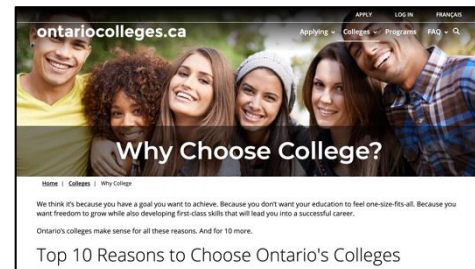 APPLY LOG IN FRANÇAIS
ontariocolleges.ca Applying Colleges Programs FAQ
Why Choose College?
Home | Colleges | Why College
We think it's because you have a goal you want to achieve. Because you don't want your education to feel one-size-fits-all. Because you
want freedom to grow while also developing first-class skills that will lead you into a successful career.
Ontario's colleges make sense for all these reasons. And for 10 more.
Top 10 Reasons to Choose Ontario's Colleges